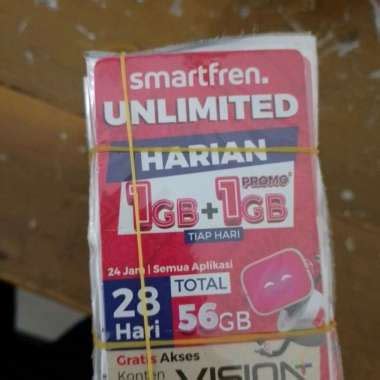 smartfren.
UNLIMITED
HARIAN
1GB+1GB
PROMO*
TIAP HARI
24 Jam | Semua Aplikasi
28
Hari
TOTAL
56GB
Gratis Akses
Konten
VISION+